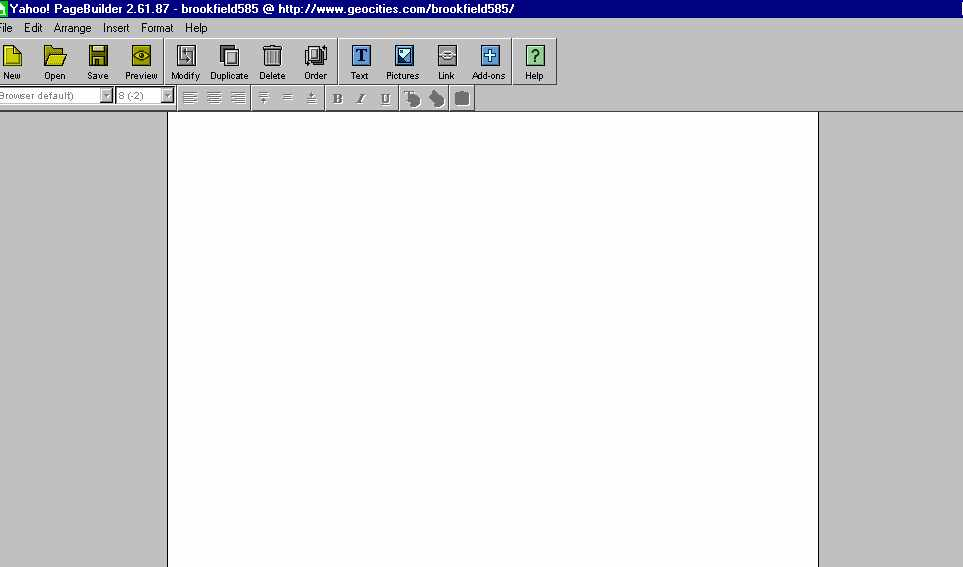 Yahoo! PageBuilder 2.61.87 - brookfield585 @ http://www.geocities.com/brookfield585/
File Edit Arrange Insert Format Help
New Open Save Preview Modify Duplicate Delete Order Text Pictures Link Add-ons Help
Browser default) 8 (-2) B I U